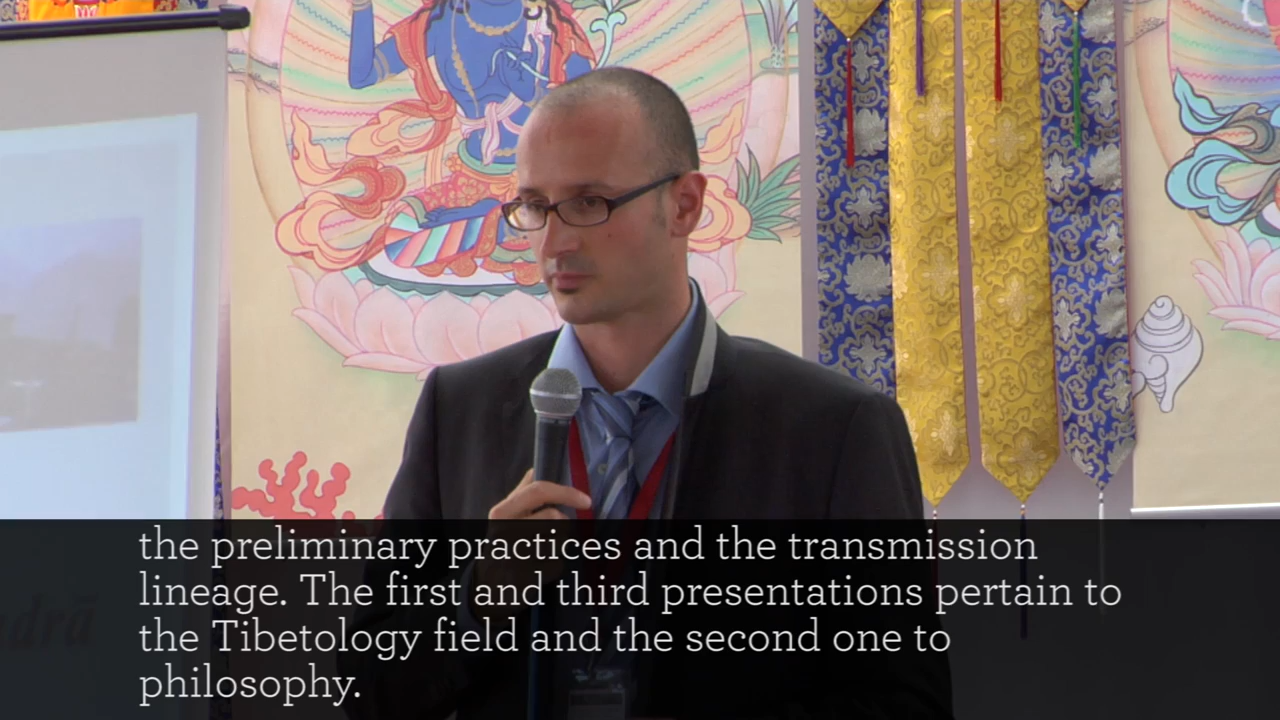 the preliminary practices and the transmission
lineage. The first and third presentations pertain to
the Tibetology field and the second one to
philosophy.